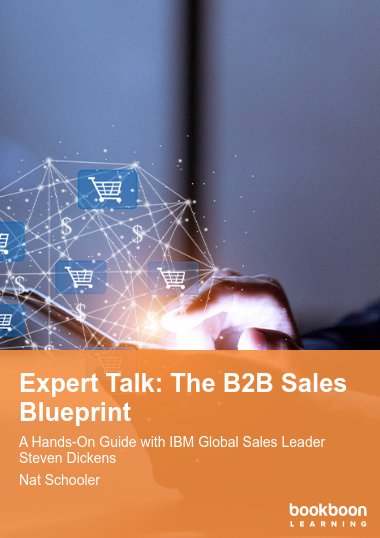 Expert Talk: The B2B Sales
Blueprint
A Hands-On Guide with IBM Global Sales Leader
Steven Dickens
Nat Schooler
bookboon
LEARNING